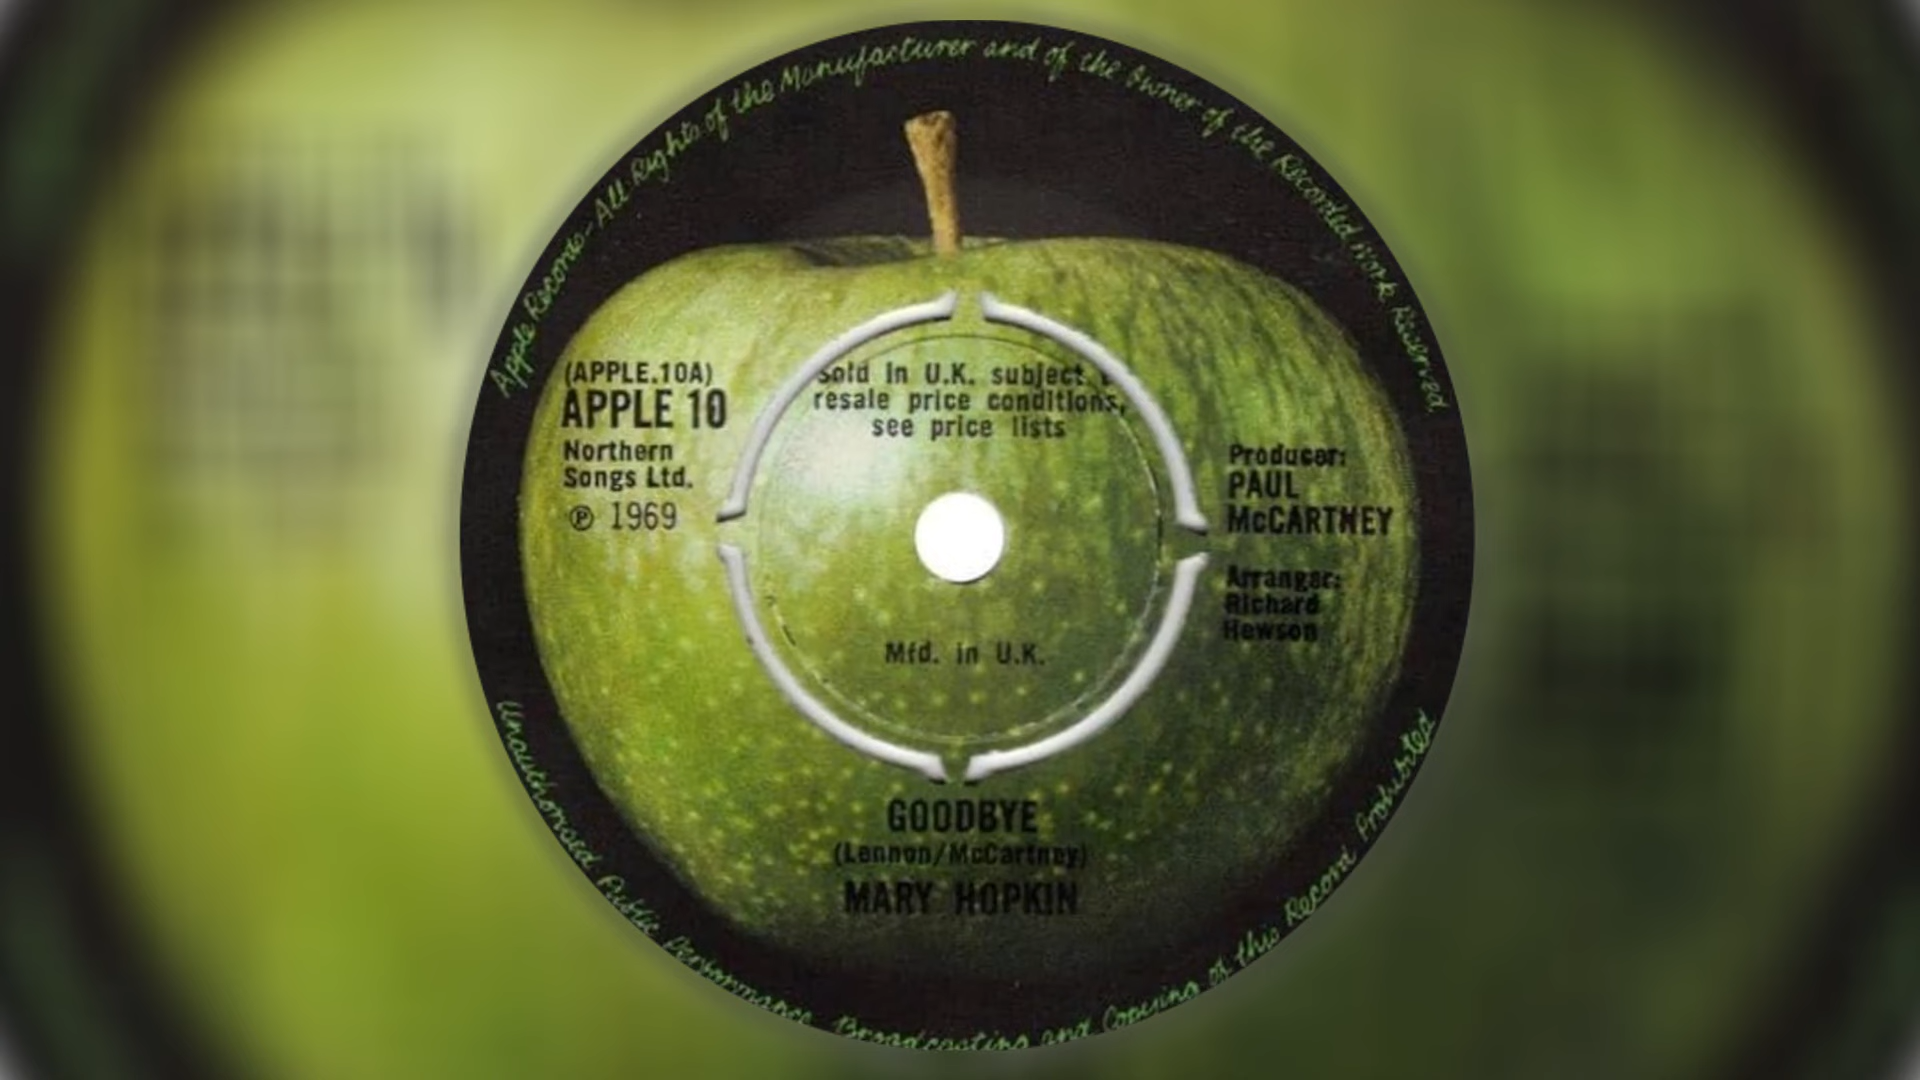 Apple Records – All Rights of the Manufacturer and of the Owner of the Recorded Work Reserved.
(APPLE.10A)
APPLE 10
Northern
Songs Ltd.
℗ 1969
Sold in U.K. subject
resale price conditions,
see price lists
Producer:
PAUL
McCARTNEY
Arranger:
Richard
Hewson
Mfd. in U.K.
GOODBYE
(Lennon/McCartney)
MARY HOPKIN
Unauthorised Public Performance Broadcasting and Copying of this Record Prohibited